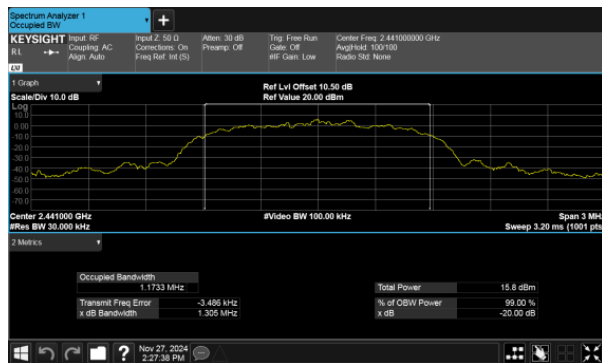 Spectrum Analyzer 1
Occupied BW
KEYSIGHT Input: RF Input Z: 50 Ω Atten: 30 dB Trig: Free Run Center Freq: 2.441000000 GHz
RL Coupling: AC Corrections: On Preamp: Off Gate: Off Avg|Hold: 100/100
Align: Auto Freq Ref: Int (S) #IF Gain: Low Radio Std: None
1 Graph
Ref Lvl Offset 10.50 dB
Scale/Div 10.0 dB Ref Value 20.00 dBm
Log
10.0
0.00
-10.0
-20.0
-30.0
-40.0
-50.0
-60.0
-70.0
Center 2.441000 GHz #Video BW 100.00 kHz Span 3 MHz
#Res BW 30.000 kHz Sweep 3.20 ms (1001 pts
2 Metrics
Occupied Bandwidth
1.1733 MHz Total Power 15.8 dBm
Transmit Freq Error -3.486 kHz % of OBW Power 99.00 %
x dB Bandwidth 1.305 MHz x dB -20.00 dB
?
Nov 27, 2024
2:27:38 PM